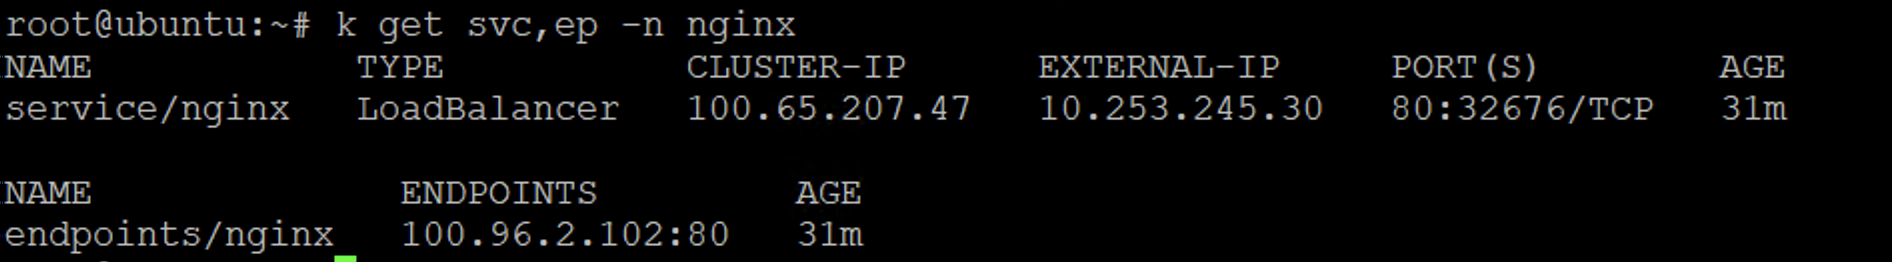 root@ubuntu:~# k get svc,ep -n nginx
NAME TYPE CLUSTER-IP EXTERNAL-IP PORT(S) AGE
service/nginx LoadBalancer 100.65.207.47 10.253.245.30 80:32676/TCP 31m
NAME ENDPOINTS AGE
endpoints/nginx 100.96.2.102:80 31m